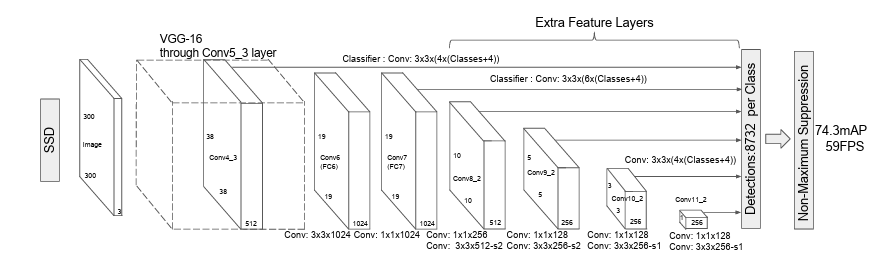 Extra Feature Layers
VGG-16
through Conv5_3 layer
Classifier : Conv: 3x3x(4x(Classes+4))
Classifier : Conv: 3x3x(6x(Classes+4))
SSD
300
Image
300
3
38
Conv4_3
38
512
19
Conv6
(FC6)
19
1024
19
Conv7
(FC7)
19
1024
10
Conv8_2
10
512
5
Conv9_2
5
256
Conv: 3x3x(4x(Classes+4))
3
Conv10_2
3
256
Conv11_2
1
256
Detections:8732 per Class
Non-Maximum Suppression
74.3mAP
59FPS
Conv: 3x3x1024
Conv: 1x1x1024
Conv: 1x1x256
Conv: 3x3x512-s2
Conv: 1x1x128
Conv: 3x3x256-s2
Conv: 1x1x128
Conv: 3x3x256-s1
Conv: 1x1x128
Conv: 3x3x256-s1